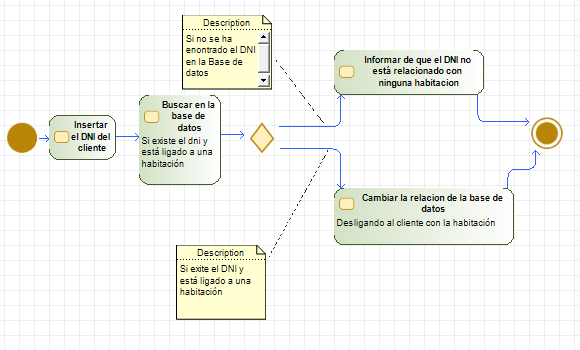 Description
Si no se ha
enontrado el DNI
en la Base de
datos
Informar de que el DNI no
está relacionado con
ninguna habitacion
Insertar
el DNI del
cliente
Buscar en la
base de
datos
Si existe el dni y
está ligado a una
habitación
Cambiar la relacion de la base de
datos
Desligando al cliente con la habitación
Description
Si exite el DNI y
está ligado a una
habitación